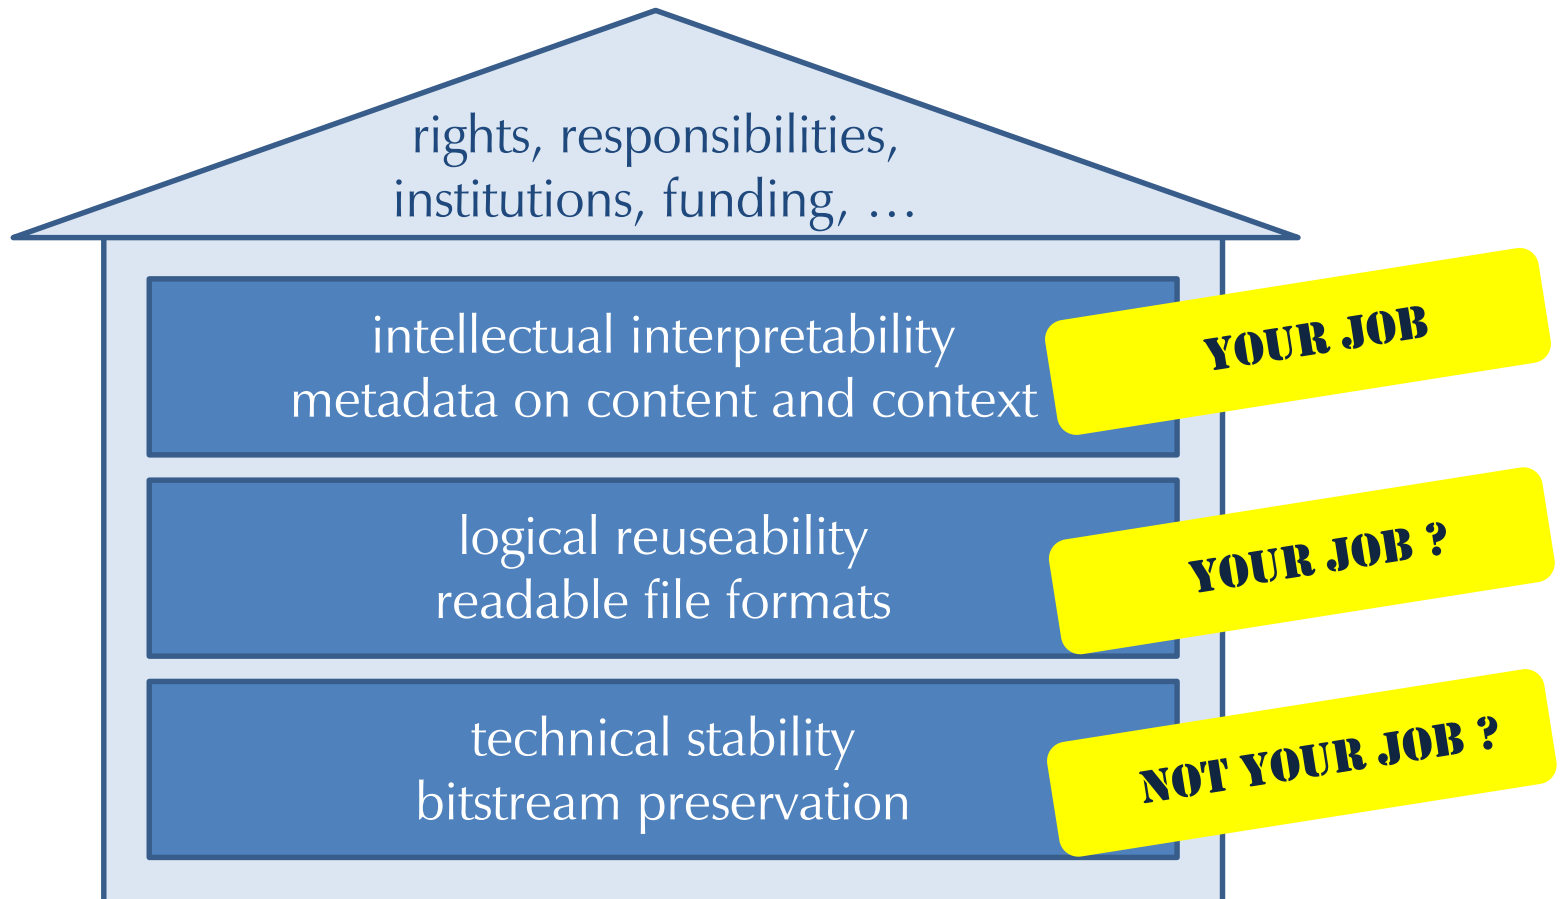 rights, responsibilities,
institutions, funding, …
intellectual interpretability
metadata on content and context
YOUR JOB
logical reuseability
readable file formats
YOUR JOB ?
technical stability
bitstream preservation
NOT YOUR JOB ?